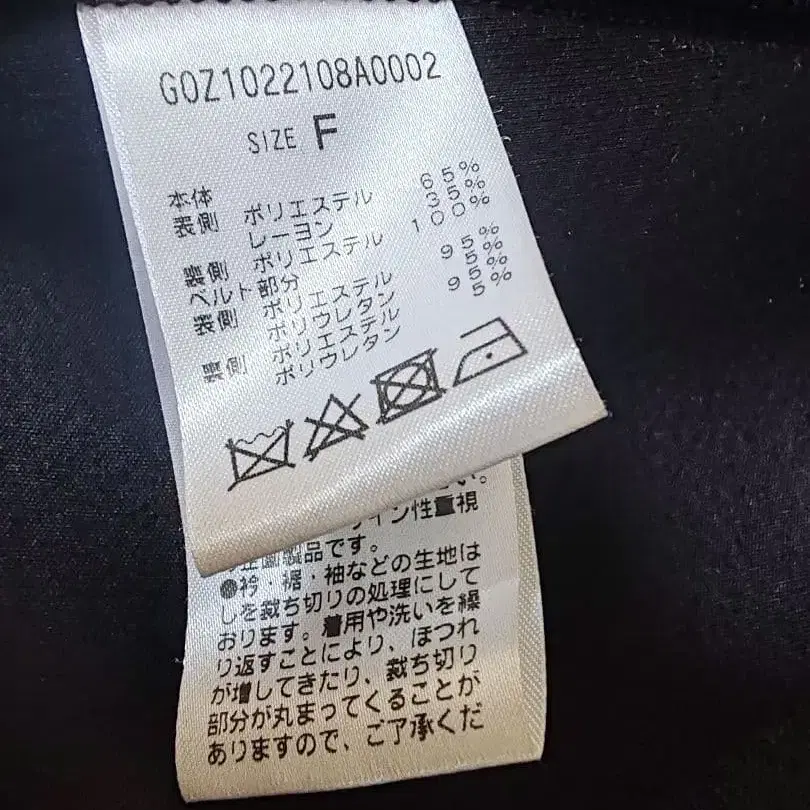 G0Z1022108A0002
SIZE F
本体
表側 ポリエステル 65%
レーヨン 35%
裏側 ポリエステル 100%
ベルト部分
表側 ポリエステル 95%
ポリウレタン 5%
裏側 ポリエステル 95%
ポリウレタン 5%
い。
イン性重視
企画製品です。
●衿・裾・袖などの生地は
しを裁ち切りの処理にして
おります。着用や洗いを繰
り返すことにより、ほつれ
が増してきたり、裁ち切り
部分が丸まってくることが
ありますので、ご了承くだ